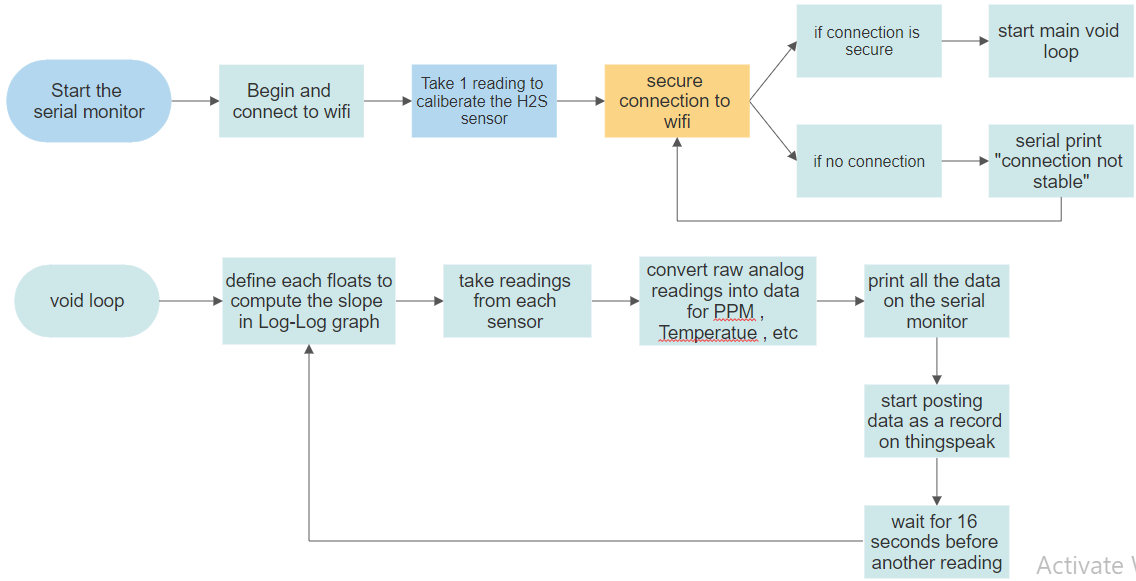 Start the
serial monitor
Begin and
connect to wifi
Take 1 reading to
caliberate the H2S
sensor
secure
connection to
wifi
if connection is
secure
start main void
loop
if no connection
serial print
"connection not
stable"
void loop
define each floats to
compute the slope
in Log-Log graph
take readings
from each
sensor
convert raw analog
readings into data
for PPM ,
Temperatue , etc
print all the data
on the serial
monitor
start posting
data as a record
on thingspeak
wait for 16
seconds before
another reading
Activate